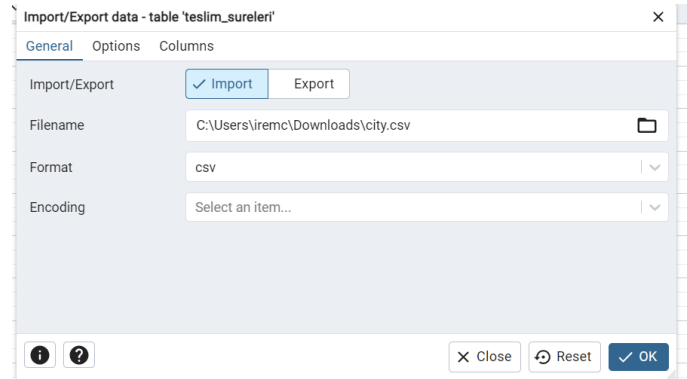 Import/Export data - table 'teslim_sureleri'
General Options Columns
Import/Export Import Export
Filename C:\Users\iremc\Downloads\city.csv
Format csv
Encoding Select an item...
Close Reset OK